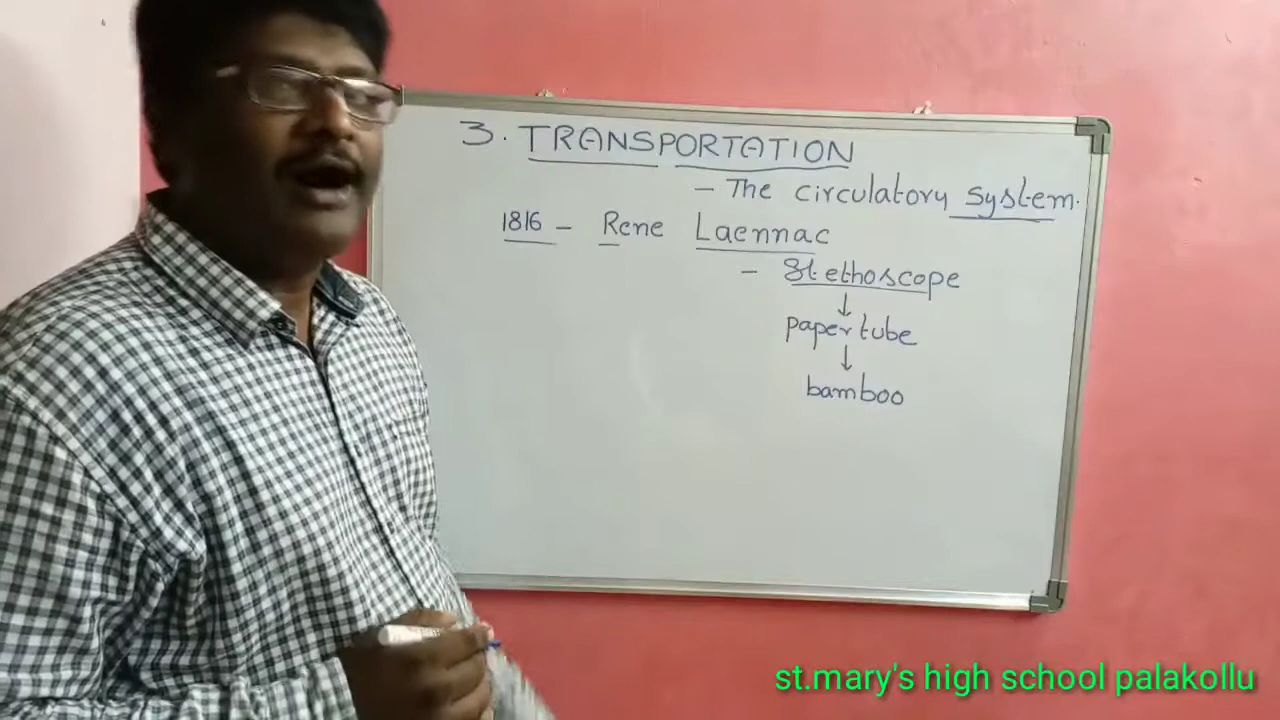 3. TRANSPORTATION
- The circulatory system.
1816 - Rene Laennac
- Stethoscope
↓
paper tube
↓
bamboo
st.mary's high school palakollu